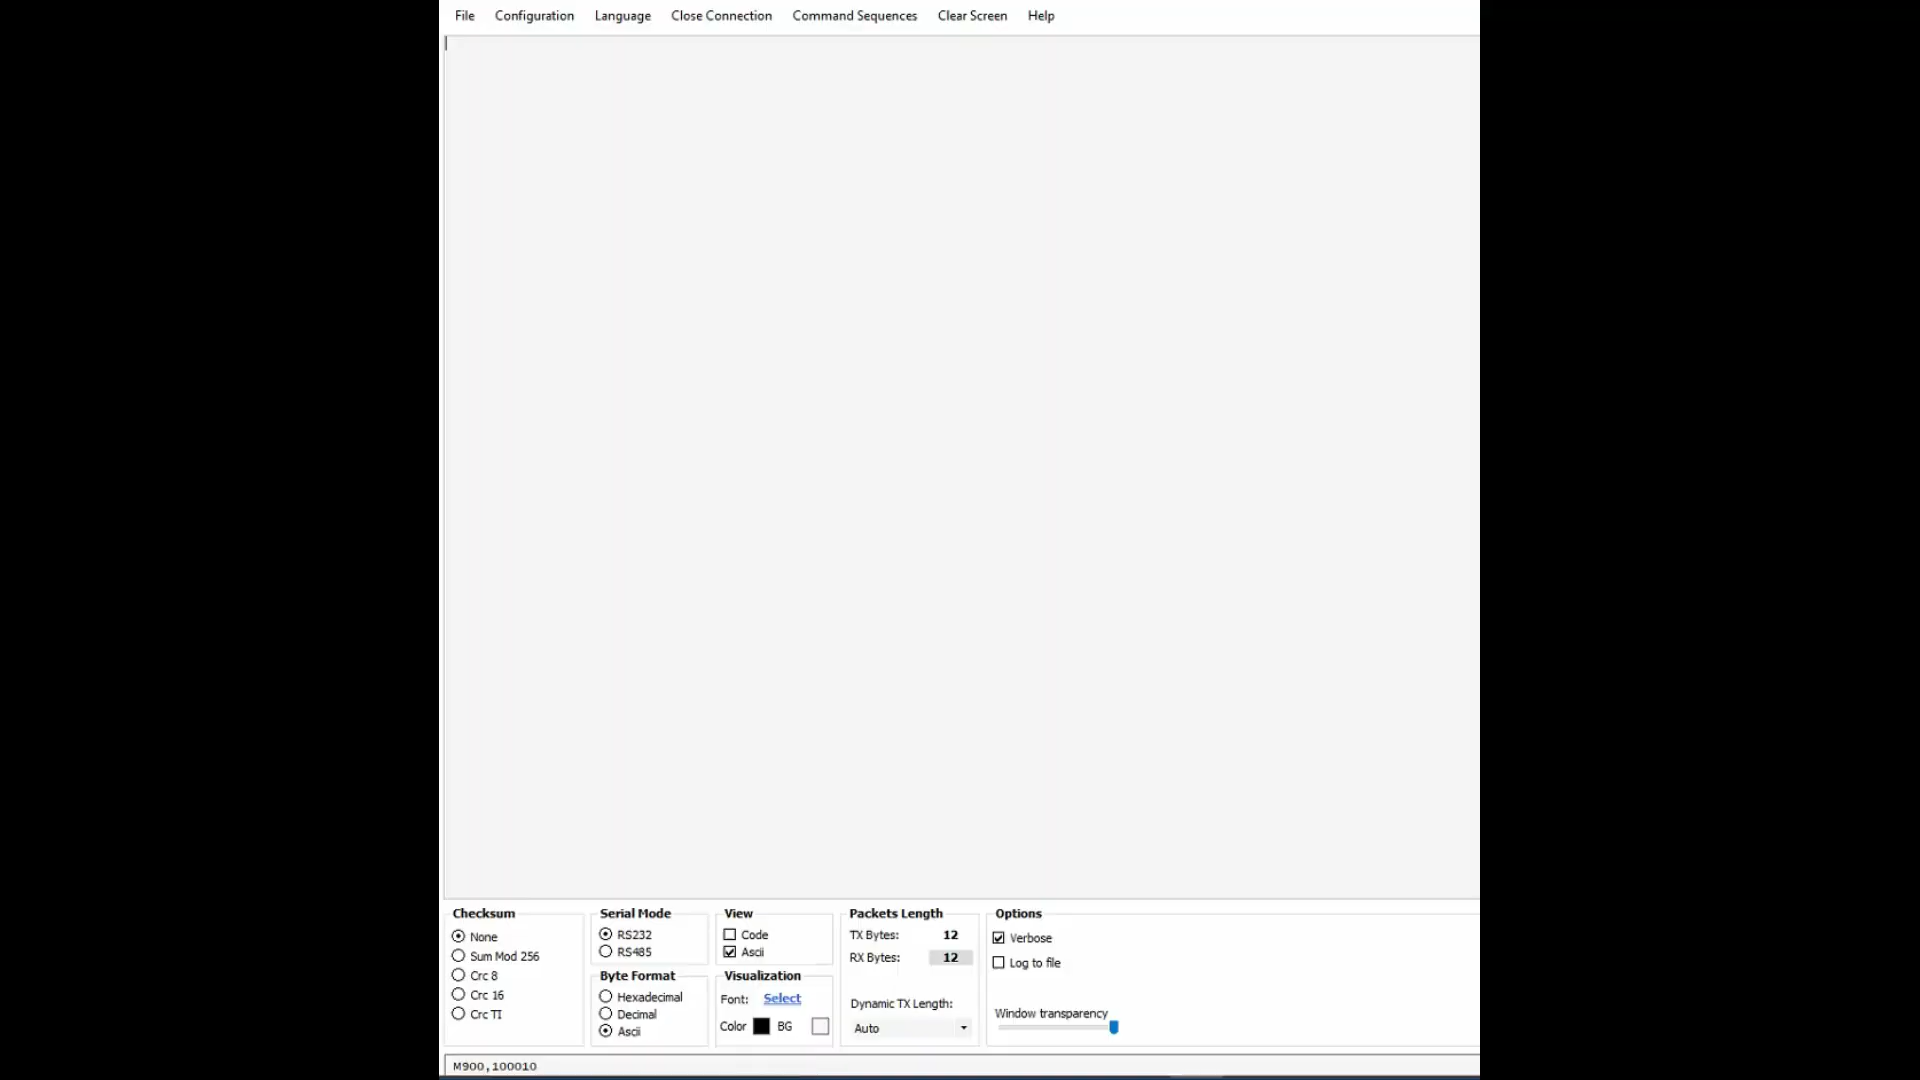 File Configuration Language Close Connection Command Sequences Clear Screen Help
Checksum
None
Sum Mod 256
Crc 8
Crc 16
Crc TI
Serial Mode
RS232
RS485
Byte Format
Hexadecimal
Decimal
Ascii
View
Code
Ascii
Visualization
Font: Select
Color BG
Packets Length
TX Bytes: 12
RX Bytes: 12
Dynamic TX Length:
Auto
Options
Verbose
Log to file
Window transparency
M900,100010